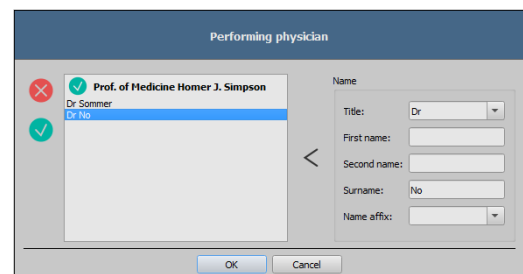 Performing physician
Prof. of Medicine Homer J. Simpson
Dr Sommer
Dr No
<
Name
Title: Dr
First name:
Second name:
Surname: No
Name affix:
OK Cancel